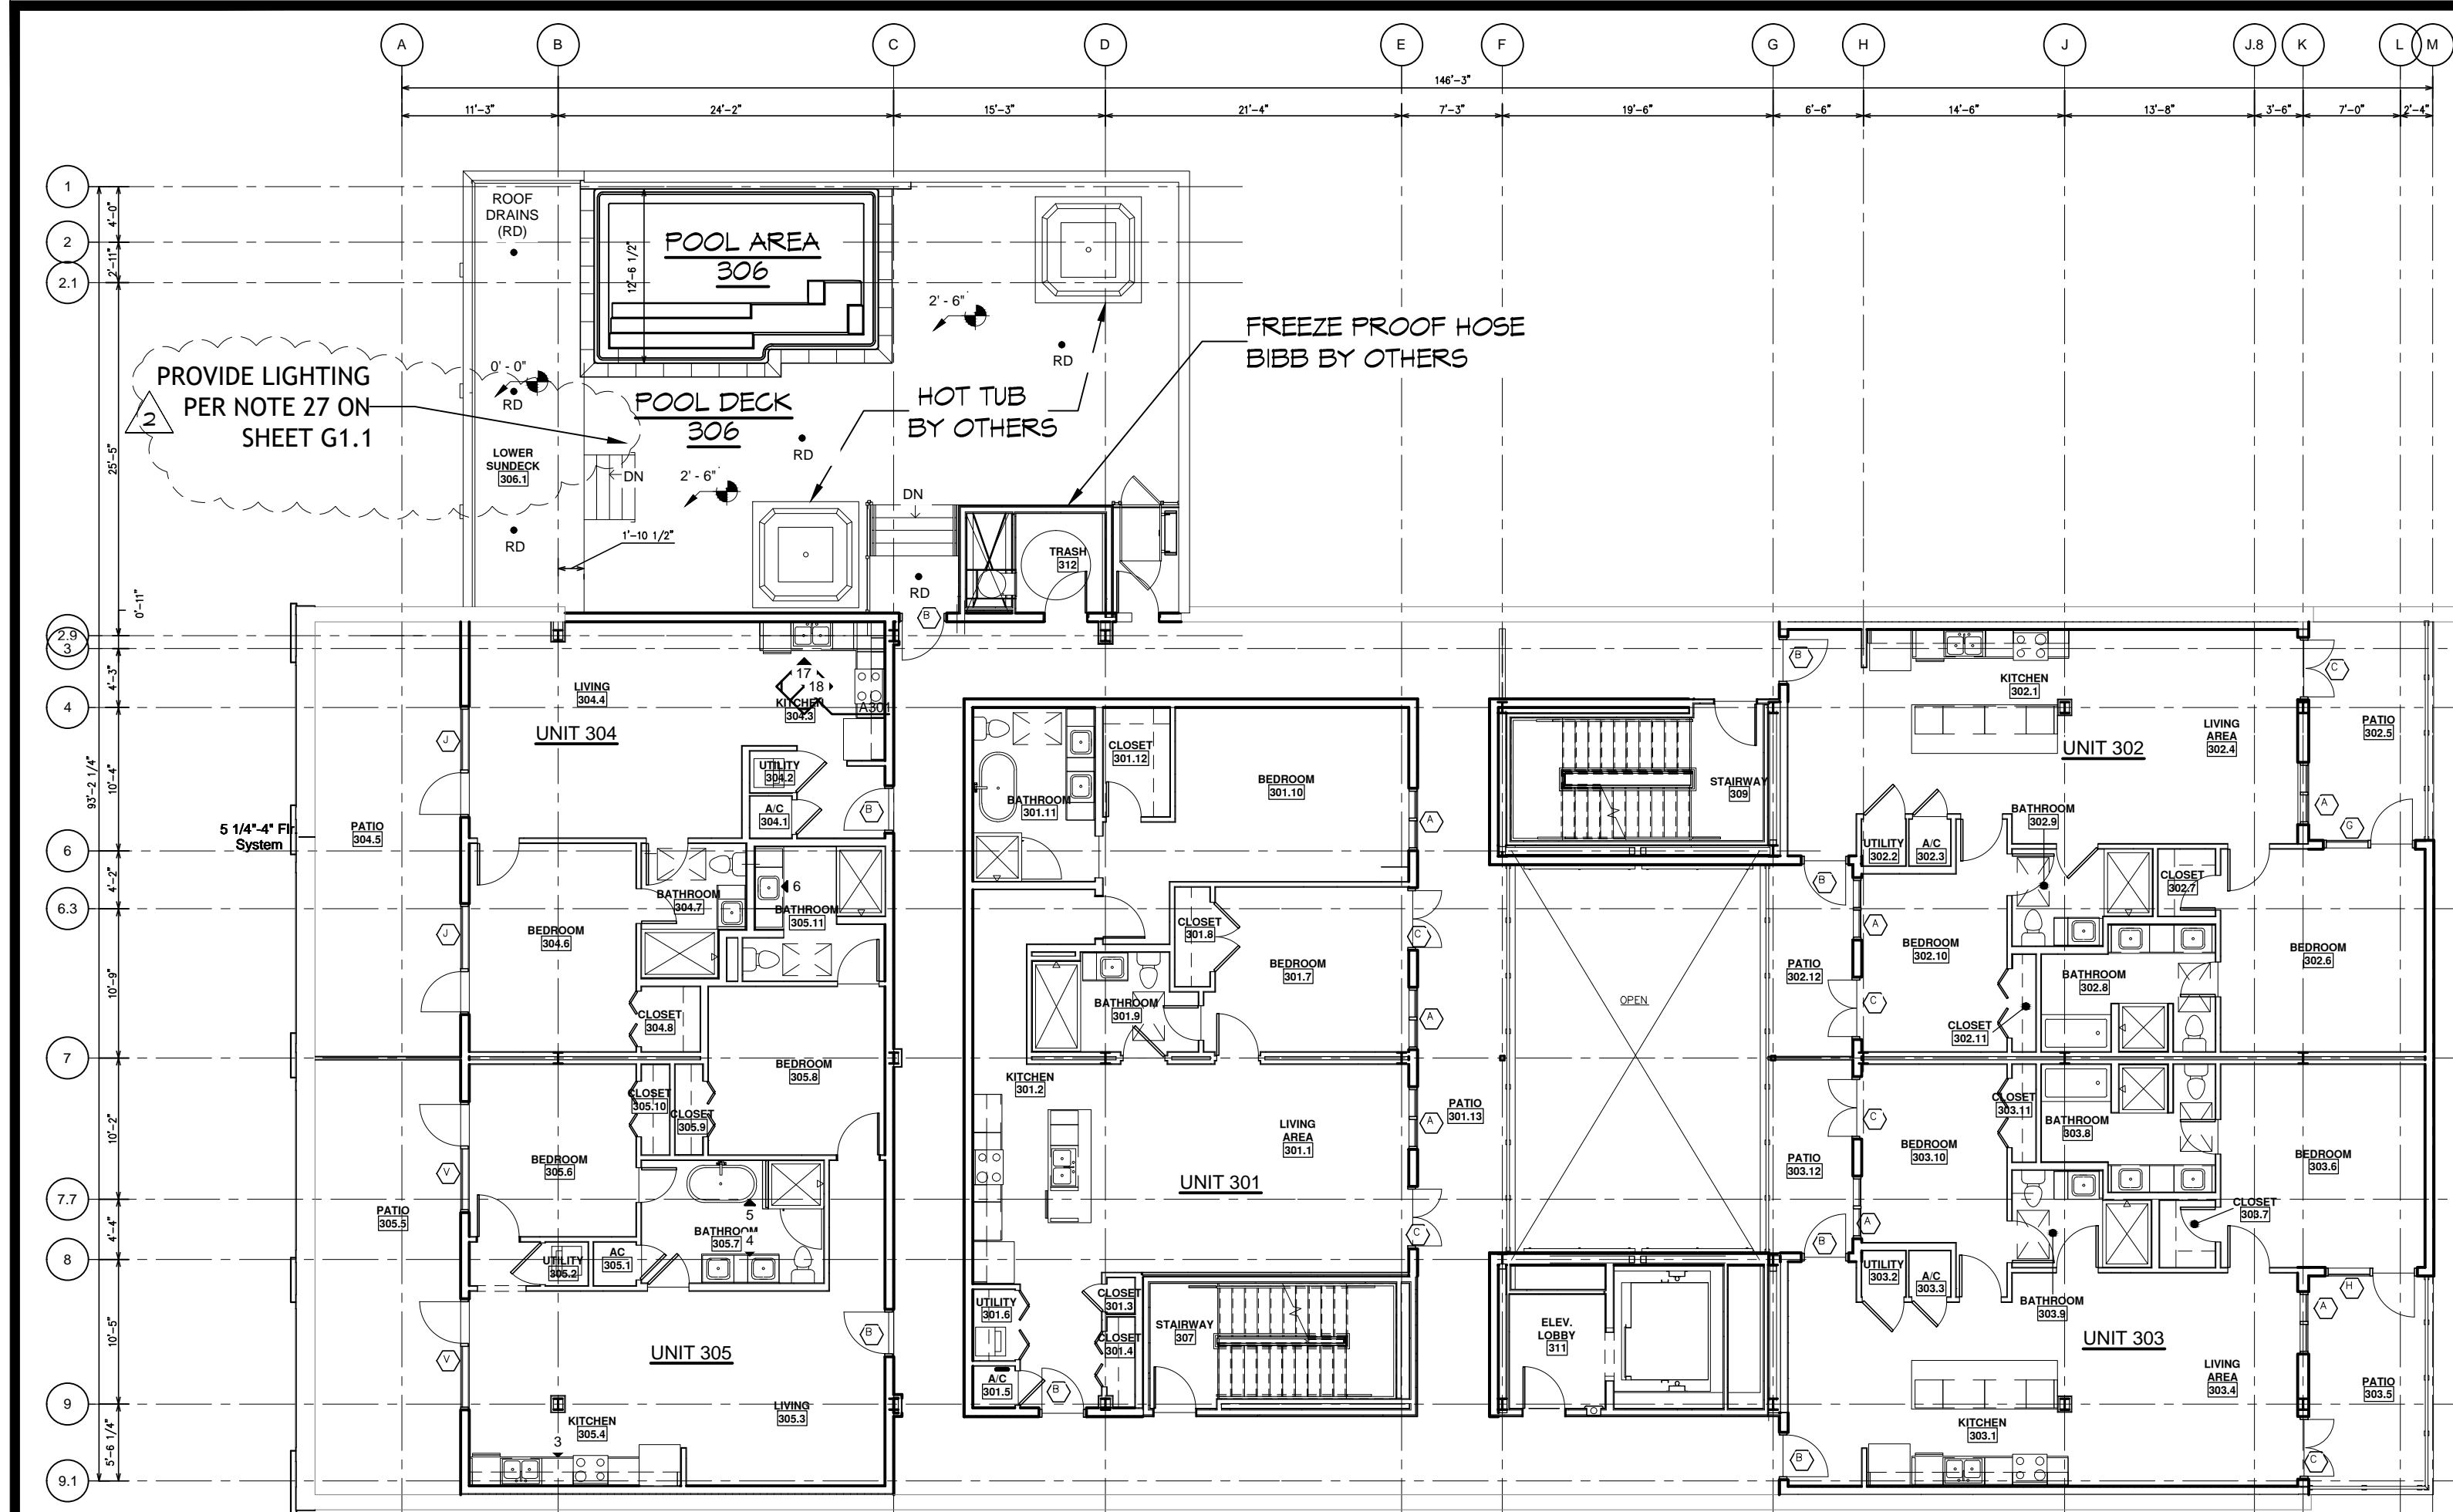 A B C D E F G H J J.8 K L M
146'-3"
11'-3" 24'-2" 15'-3" 21'-4" 7'-3" 19'-6" 6'-6" 14'-6" 13'-8" 3'-6" 7'-0" 2'-4"
1
2
2.1
2.9
3
4
6
6.3
7
7.7
8
9
9.1
4'-0"
2'-11"
25'-5"
0'-11"
4'-3"
10'-4"
93'-2 1/4"
4'-2"
10'-9"
10'-2"
4'-4"
10'-5"
5'-6 1/4"
ROOF
DRAINS
(RD)
12'-6 1/2"
POOL AREA
306
2' - 6"
RD
FREEZE PROOF HOSE
BIBB BY OTHERS
PROVIDE LIGHTING
PER NOTE 27 ON
SHEET G1.1
2
0' - 0"
RD
POOL DECK
306
HOT TUB
BY OTHERS
RD
LOWER
SUNDECK
306.1
DN
2' - 6"
DN
RD
1'-10 1/2"
RD
TRASH
312
B
5 1/4"-4" Flr.
System
LIVING
304.4
17
18
KITCHEN
304.3
A301
UNIT 304
J
UTILITY
304.2
A/C
304.1
B
PATIO
304.5
BATHROOM
304.7
6
BATHROOM
305.11
BEDROOM
304.6
J
CLOSET
304.8
BEDROOM
305.8
CLOSET
305.10
CLOSET
305.9
BEDROOM
305.6
V
PATIO
305.5
5
BATHROOM
305.7
4
UTILITY
305.2
AC
305.1
UNIT 305
B
V
LIVING
305.3
KITCHEN
305.4
3
CLOSET
301.12
BATHROOM
301.11
BEDROOM
301.10
A
CLOSET
301.8
C
BEDROOM
301.7
BATHROOM
301.9
A
KITCHEN
301.2
LIVING
AREA
301.1
A
PATIO
301.13
UNIT 301
C
UTILITY
301.6
CLOSET
301.3
CLOSET
301.4
STAIRWAY
307
A/C
301.5
B
STAIRWAY
309
OPEN
ELEV.
LOBBY
311
B
KITCHEN
302.1
C
LIVING
AREA
302.4
PATIO
302.5
UNIT 302
BATHROOM
302.9
A
G
UTILITY
302.2
A/C
302.3
B
CLOSET
302.7
A
BEDROOM
302.10
BEDROOM
302.6
PATIO
302.12
BATHROOM
302.8
C
CLOSET
302.11
CLOSET
303.11
C
BATHROOM
303.8
BEDROOM
303.10
BEDROOM
303.6
PATIO
303.12
CLOSET
303.7
A
B
UTILITY
303.2
A/C
303.3
BATHROOM
303.9
H
A
UNIT 303
LIVING
AREA
303.4
PATIO
303.5
KITCHEN
303.1
B
C